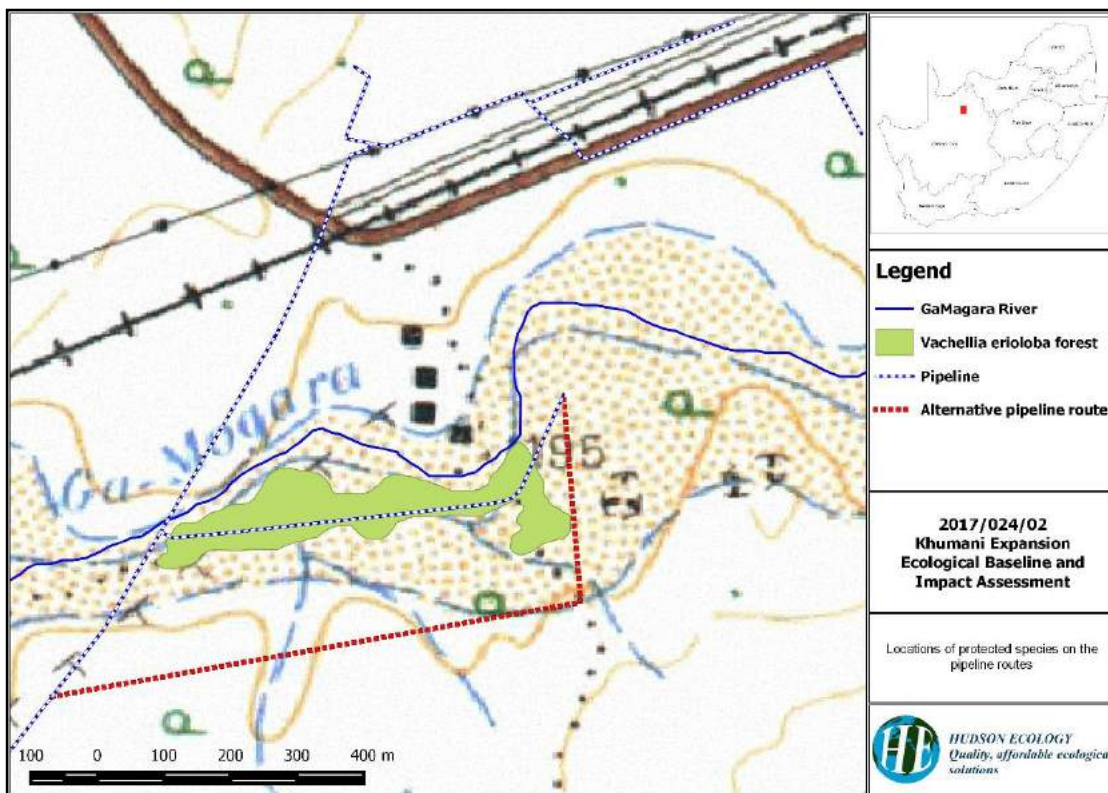 Ga-Mogara
195
100 0 100 200 300 400 m
Legend
GaMagara River
Vachellia erioloba forest
Pipeline
Alternative pipeline route
2017/024/02
Khumani Expansion
Ecological Baseline and
Impact Assessment
Locations of protected species on the
pipeline routes
HE
HUDSON ECOLOGY
Quality, affordable ecologica
solutions